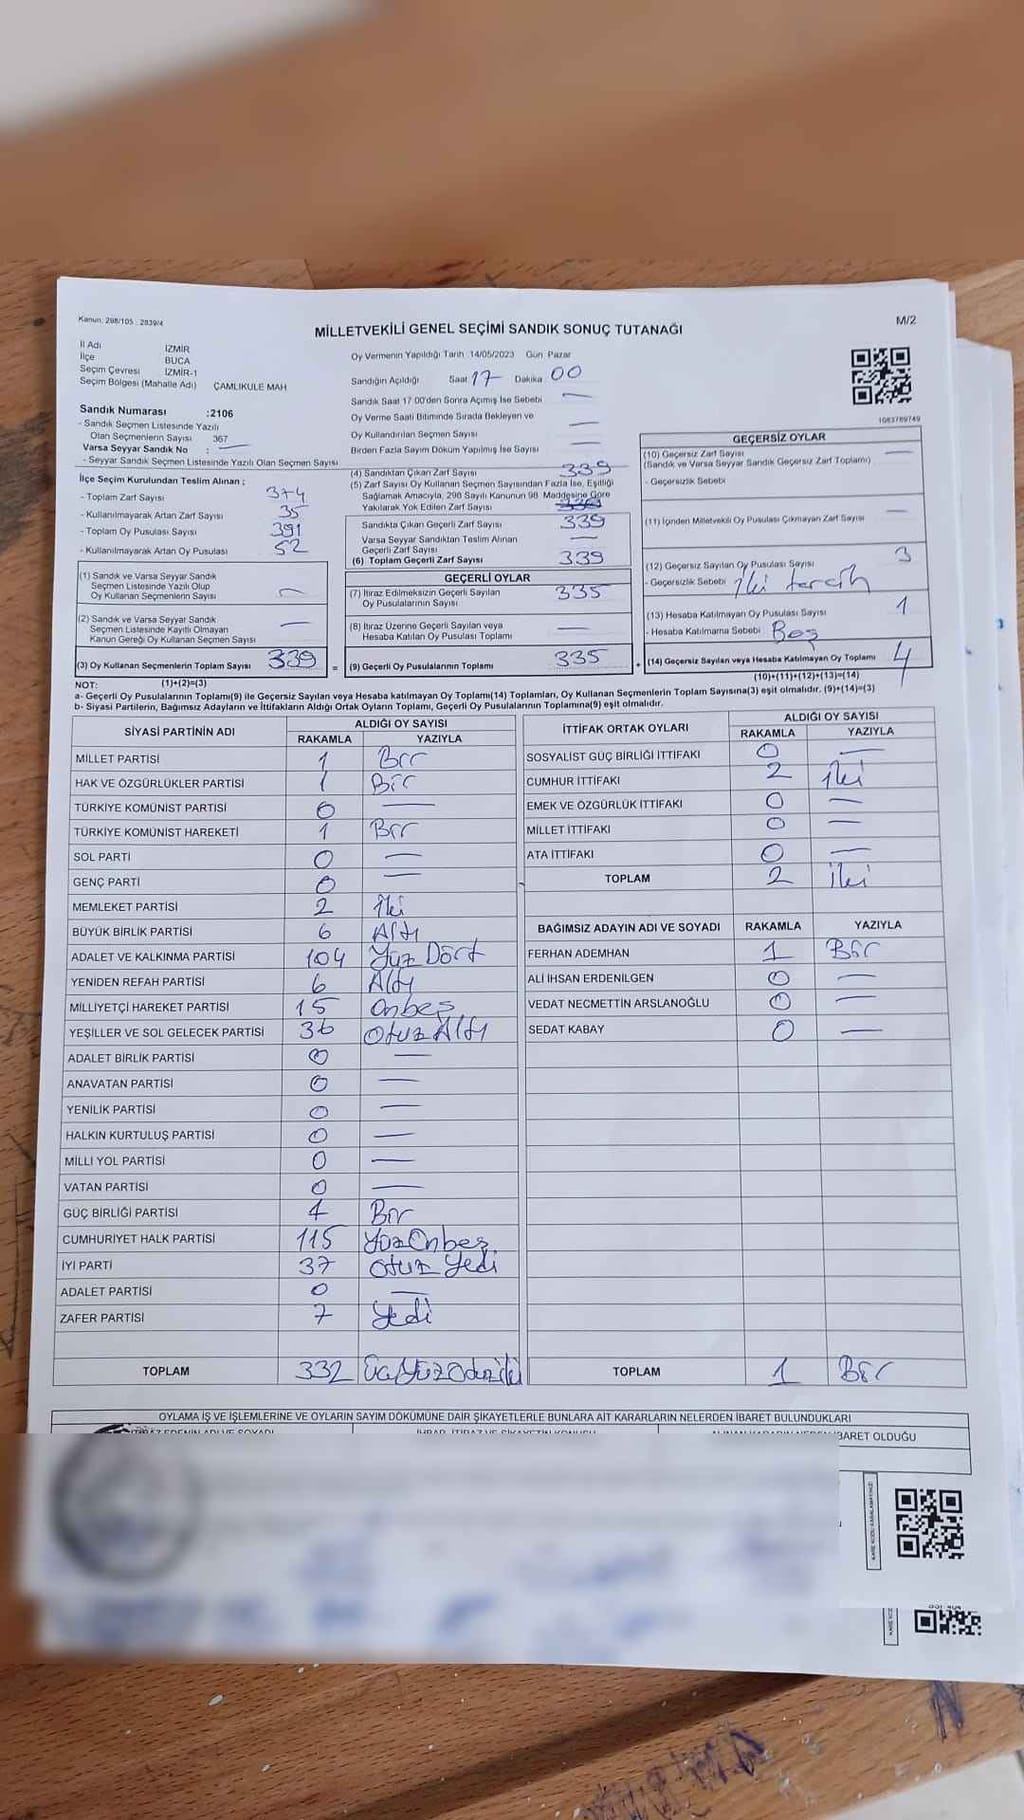 Kanun: 298/105 : 2839/4
M/2
MİLLETVEKİLİ GENEL SEÇİMİ SANDIK SONUÇ TUTANAĞI
İl Adı İZMİR
İlçe BUCA
Seçim Çevresi İZMİR-1
Seçim Bölgesi (Mahalle Adı) ÇAMLIKULE MAH
Sandık Numarası :2106
- Sandık Seçmen Listesinde Yazılı
Olan Seçmenlerin Sayısı 367
Varsa Seyyar Sandık No :
- Seyyar Sandık Seçmen Listesinde Yazılı Olan Seçmen Sayısı
Oy Vermenin Yapıldığı Tarih 14/05/2023 Gün Pazar
Sandığın Açıldığı Saat 17 Dakika 00
Sandık Saat 17.00'den Sonra Açımış İse Sebebi —
Oy Verme Saati Bitiminde Sırada Bekleyen ve
Oy Kullandırılan Seçmen Sayısı —
Birden Fazla Sayım Döküm Yapılmış İse Sayısı —
1083769749
İlçe Seçim Kurulundan Teslim Alınan ;
- Toplam Zarf Sayısı 374
- Kullanılmayarak Artan Zarf Sayısı 35
- Toplam Oy Pusulası Sayısı 391
- Kullanılmayarak Artan Oy Pusulası 52
(1) Sandık ve Varsa Seyyar Sandık
Seçmen Listesinde Yazılı Olup
Oy Kullanan Seçmenlerin Sayısı —
(2) Sandık ve Varsa Seyyar Sandık
Seçmen Listesinde Kayıtlı Olmayan
Kanun Gereği Oy Kullanan Seçmen Sayısı —
(3) Oy Kullanan Seçmenlerin Toplam Sayısı 339 =
(4) Sandıktan Çıkan Zarf Sayısı 339
(5) Zarf Sayısı Oy Kullanan Seçmen Sayısından Fazla İse, Eşitliği
Sağlamak Amacıyla, 298 Sayılı Kanunun 98. Maddesine Göre
Yakılarak Yok Edilen Zarf Sayısı
Sandıkta Çıkan Geçerli Zarf Sayısı 339
Varsa Seyyar Sandıktan Teslim Alınan
Geçerli Zarf Sayısı —
(6) Toplam Geçerli Zarf Sayısı 339
GEÇERLİ OYLAR
(7) İtiraz Edilmeksizin Geçerli Sayılan
Oy Pusulalarının Sayısı 335
(8) İtiraz Üzerine Geçerli Sayılan veya
Hesaba Katılan Oy Pusulası Toplamı —
(9) Geçerli Oy Pusulalarının Toplamı 335 +
GEÇERSİZ OYLAR
(10) Geçersiz Zarf Sayısı —
(Sandık ve Varsa Seyyar Sandık Geçersiz Zarf Toplamı)
- Geçersizlik Sebebi
(11) İçinden Milletvekili Oy Pusulası Çıkmayan Zarf Sayısı —
(12) Geçersiz Sayılan Oy Pusulası Sayısı 3
- Geçersizlik Sebebi İki tercih
(13) Hesaba Katılmayan Oy Pusulası Sayısı 1
- Hesaba Katılmama Sebebi Boş
(14) Geçersiz Sayılan veya Hesaba Katılmayan Oy Toplamı 4
(10)+(11)+(12)+(13)=(14)
NOT: (1)+(2)=(3)
a- Geçerli Oy Pusulalarının Toplamı(9) ile Geçersiz Sayılan veya Hesaba katılmayan Oy Toplamı(14) Toplamları, Oy Kullanan Seçmenlerin Toplam Sayısına(3) eşit olmalıdır. (9)+(14)=(3)
b- Siyasi Partilerin, Bağımsız Adayların ve İttifakların Aldığı Ortak Oyların Toplamı, Geçerli Oy Pusulalarının Toplamına(9) eşit olmalıdır.
SİYASİ PARTİNİN ADI ALDIĞI OY SAYISI
RAKAMLA YAZIYLA
MİLLET PARTİSİ 1 Bir
HAK VE ÖZGÜRLÜKLER PARTİSİ 1 Bir
TÜRKİYE KOMÜNİST PARTİSİ 0 —
TÜRKİYE KOMÜNİST HAREKETİ 1 Bir
SOL PARTİ 0 —
GENÇ PARTİ 0 —
MEMLEKET PARTİSİ 2 İki
BÜYÜK BİRLİK PARTİSİ 6 Altı
ADALET VE KALKINMA PARTİSİ 104 Yüz Dört
YENİDEN REFAH PARTİSİ 6 Altı
MİLLİYETÇİ HAREKET PARTİSİ 15 Onbeş
YEŞİLLER VE SOL GELECEK PARTİSİ 36 Otuz Altı
ADALET BİRLİK PARTİSİ 0 —
ANAVATAN PARTİSİ 0 —
YENİLİK PARTİSİ 0 —
HALKIN KURTULUŞ PARTİSİ 0 —
MİLLİ YOL PARTİSİ 0 —
VATAN PARTİSİ 0 —
GÜÇ BİRLİĞİ PARTİSİ 1 Bir
CUMHURİYET HALK PARTİSİ 115 YüzOnbeş
İYİ PARTİ 37 Otuz Yedi
ADALET PARTİSİ 0 —
ZAFER PARTİSİ 7 Yedi
TOPLAM 332 ÜçYüzOtuziki
İTTİFAK ORTAK OYLARI ALDIĞI OY SAYISI
RAKAMLA YAZIYLA
SOSYALİST GÜÇ BİRLİĞİ İTTİFAKI 0 —
CUMHUR İTTİFAKI 2 iki
EMEK VE ÖZGÜRLÜK İTTİFAKI 0 —
MİLLET İTTİFAKI 0 —
ATA İTTİFAKI 0 —
TOPLAM 2 İki
BAĞIMSIZ ADAYIN ADI VE SOYADI RAKAMLA YAZIYLA
FERHAN ADEMHAN 1 Bir
ALİ İHSAN ERDENİLGEN 0 —
VEDAT NECMETTİN ARSLANOĞLU 0 —
SEDAT KABAY 0 —
TOPLAM 1 Bir
OYLAMA İŞ VE İŞLEMLERİNE VE OYLARIN SAYIM DÖKÜMÜNE DAİR ŞİKAYETLERLE BUNLARA AİT KARARLARIN NELERDEN İBARET BULUNDUKLARI
BARET OLDUĞU